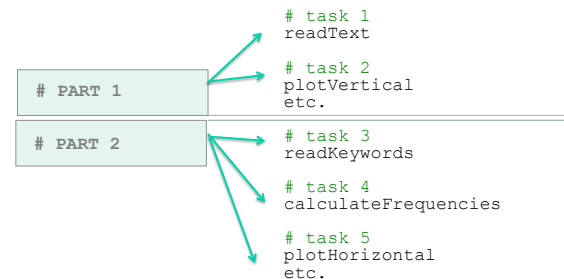 # PART 1
# task 1
readText
# task 2
plotVertical
etc.
# PART 2
# task 3
readKeywords
# task 4
calculateFrequencies
# task 5
plotHorizontal
etc.